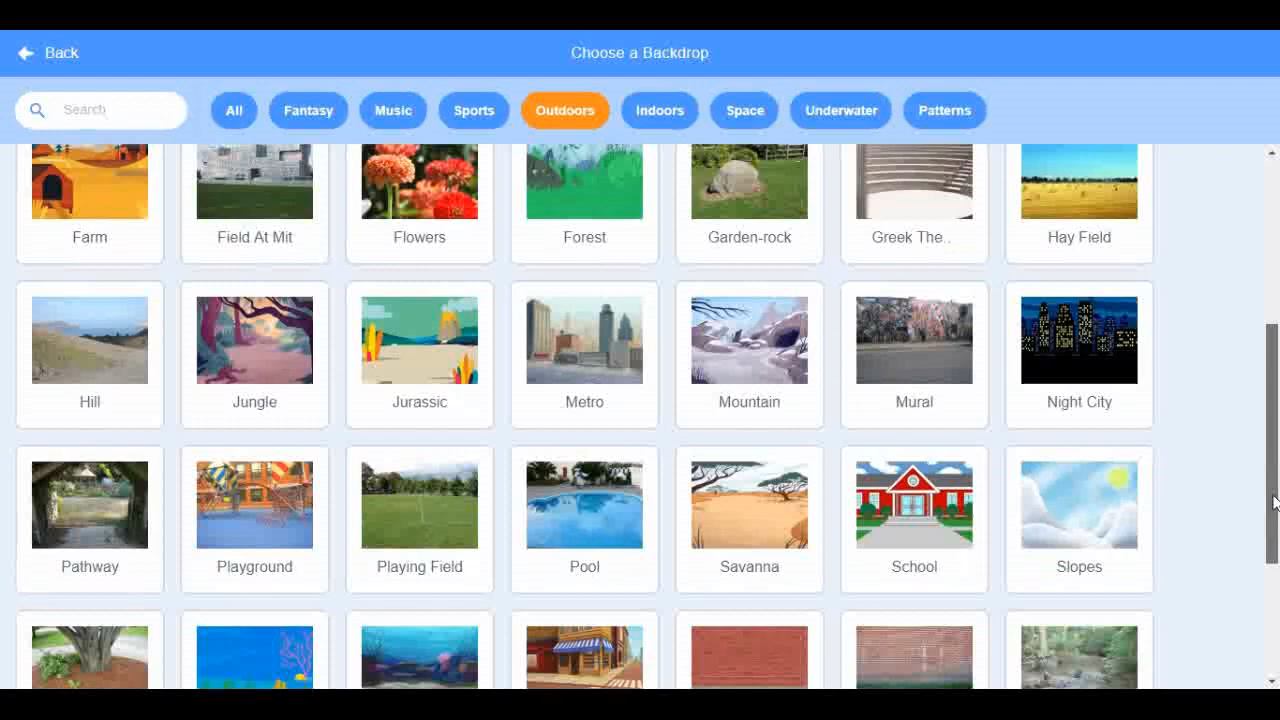 Back
Choose a Backdrop
Search
All
Fantasy
Music
Sports
Outdoors
Indoors
Space
Underwater
Patterns
Farm
Field At Mit
Flowers
Forest
Garden-rock
Greek The..
Hay Field
Hill
Jungle
Jurassic
Metro
Mountain
Mural
Night City
Pathway
Playground
Playing Field
Pool
Savanna
School
Slopes